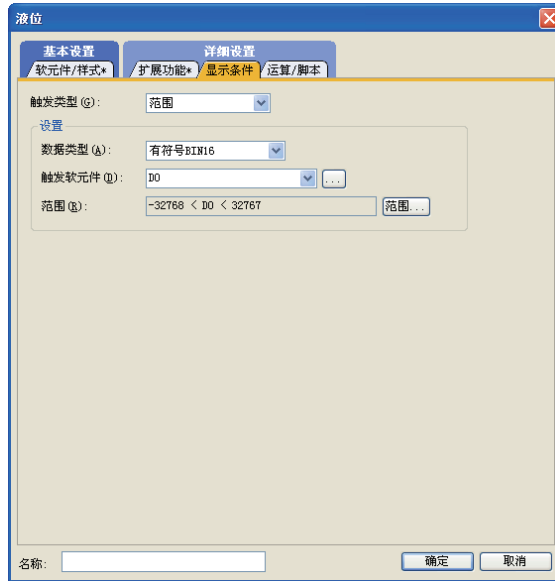 液位
基本设置 详细设置
软元件/样式* 扩展功能* 显示条件 运算/脚本
触发类型(G): 范围
设置
数据类型(A): 有符号BIN16
触发软元件(D): D0 ...
范围(R): -32768 < D0 < 32767 范围...
名称: 确定 取消